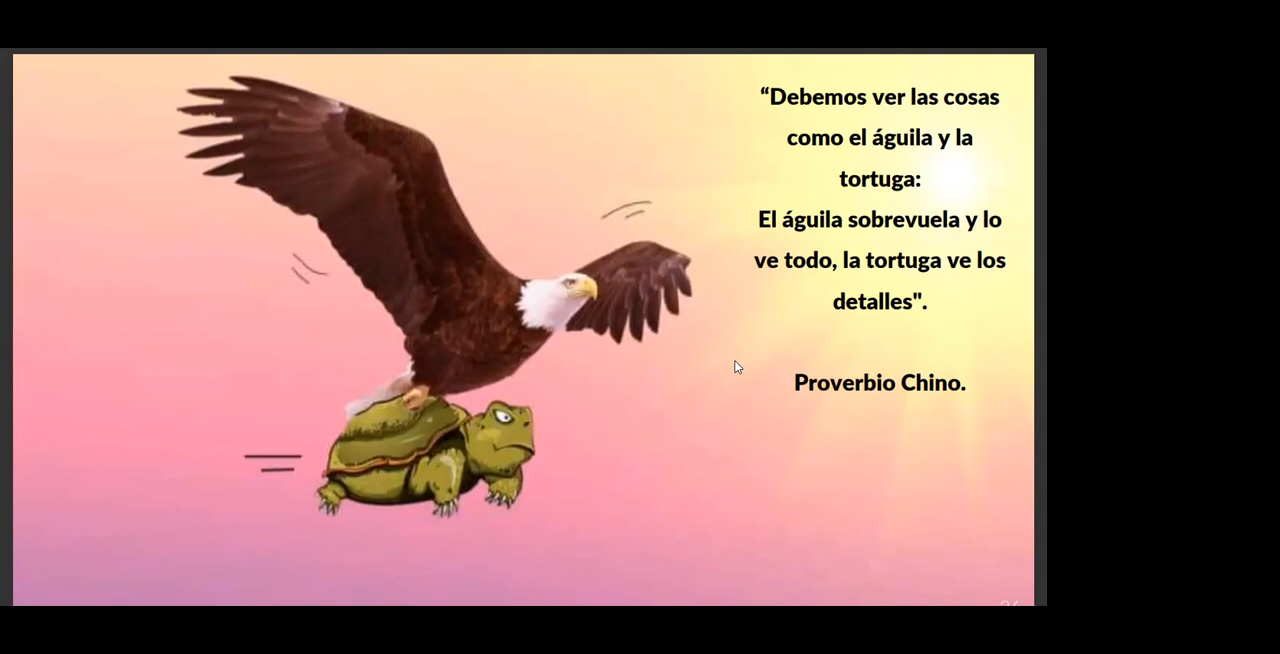 “Debemos ver las cosas
como el águila y la
tortuga:
El águila sobrevuela y lo
ve todo, la tortuga ve los
detalles".
Proverbio Chino.